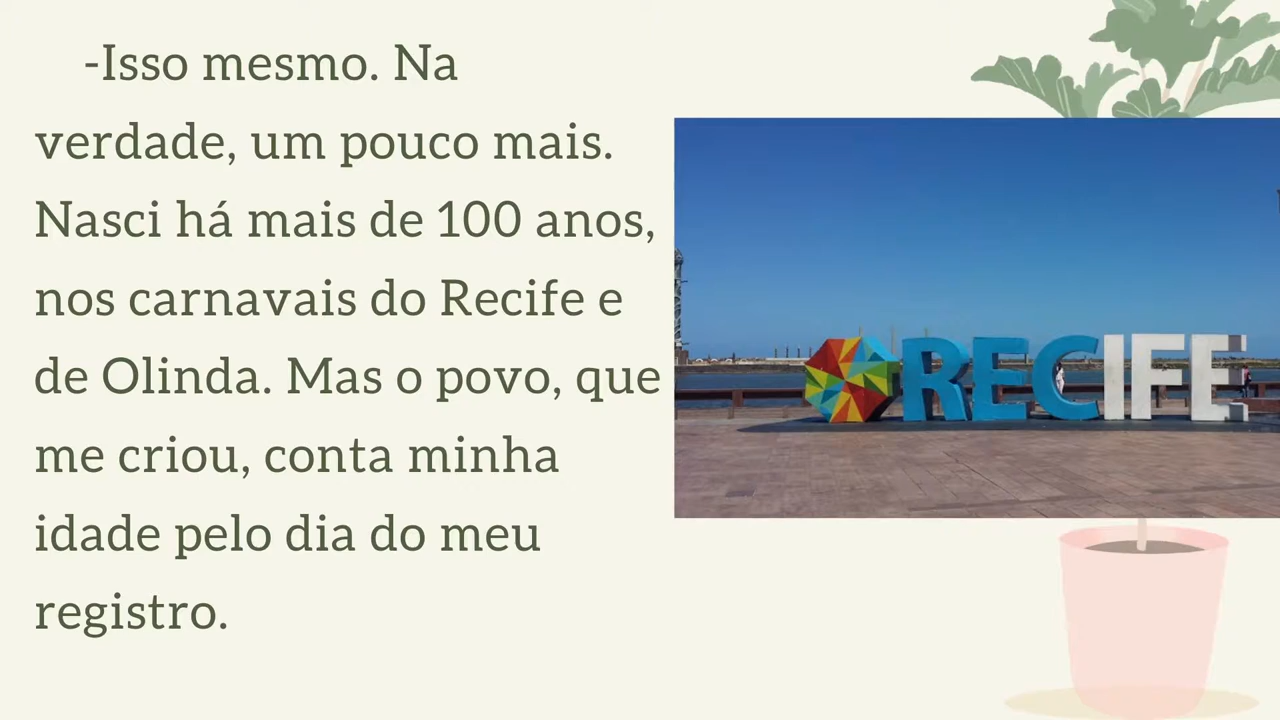 -Isso mesmo. Na
verdade, um pouco mais.
Nasci há mais de 100 anos,
nos carnavais do Recife e
de Olinda. Mas o povo, que
me criou, conta minha
idade pelo dia do meu
registro.
RECIFE